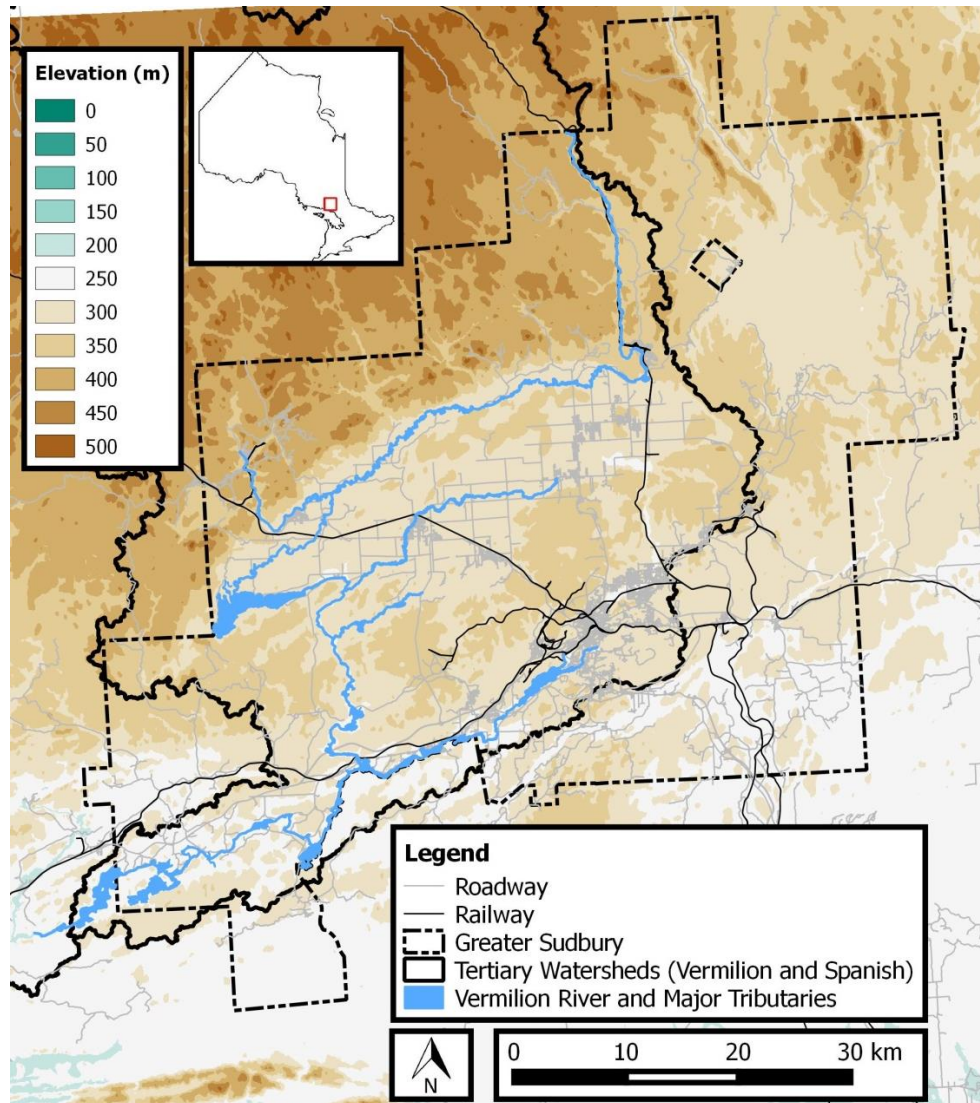 Elevation (m)
0
50
100
150
200
250
300
350
400
450
500
Legend
Roadway
Railway
Greater Sudbury
Tertiary Watersheds (Vermilion and Spanish)
Vermilion River and Major Tributaries
N
0 10 20 30 km